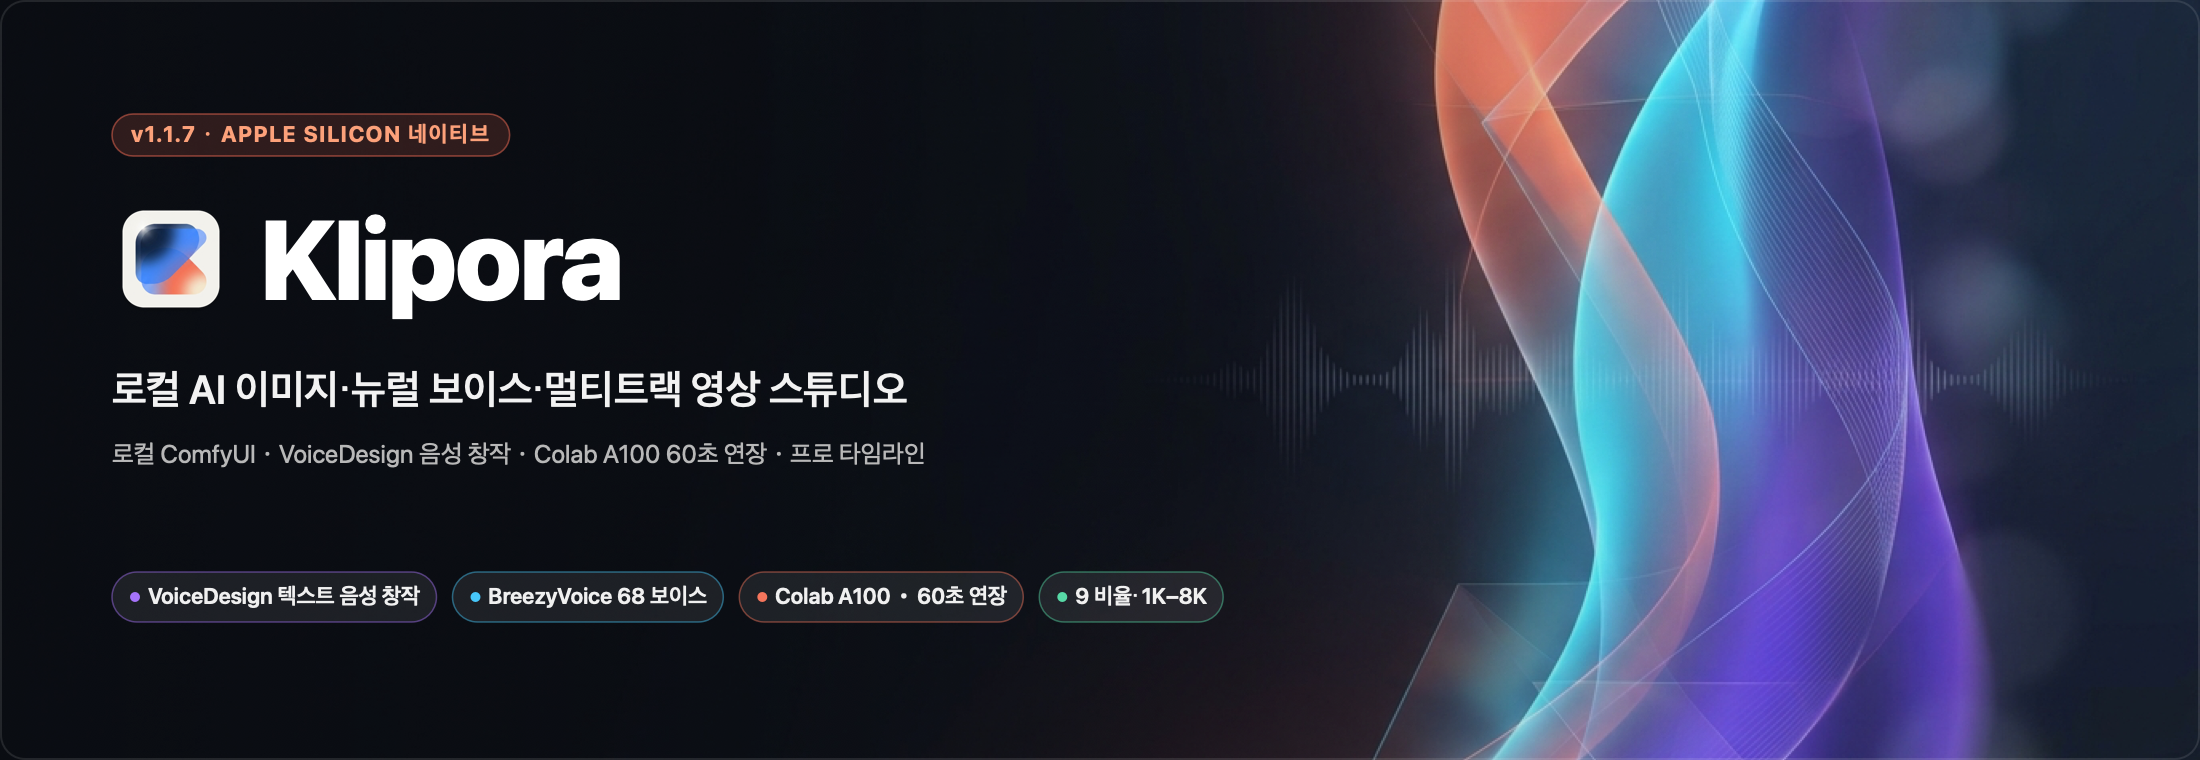 v1.1.7 · APPLE SILICON 네이티브
Klipora
로컬 AI 이미지·뉴럴 보이스·멀티트랙 영상 스튜디오
로컬 ComfyUI · VoiceDesign 음성 창작 · Colab A100 60초 연장 · 프로 타임라인
VoiceDesign 텍스트 음성 창작
BreezyVoice 68 보이스
Colab A100 • 60초 연장
9 비율· 1K–8K